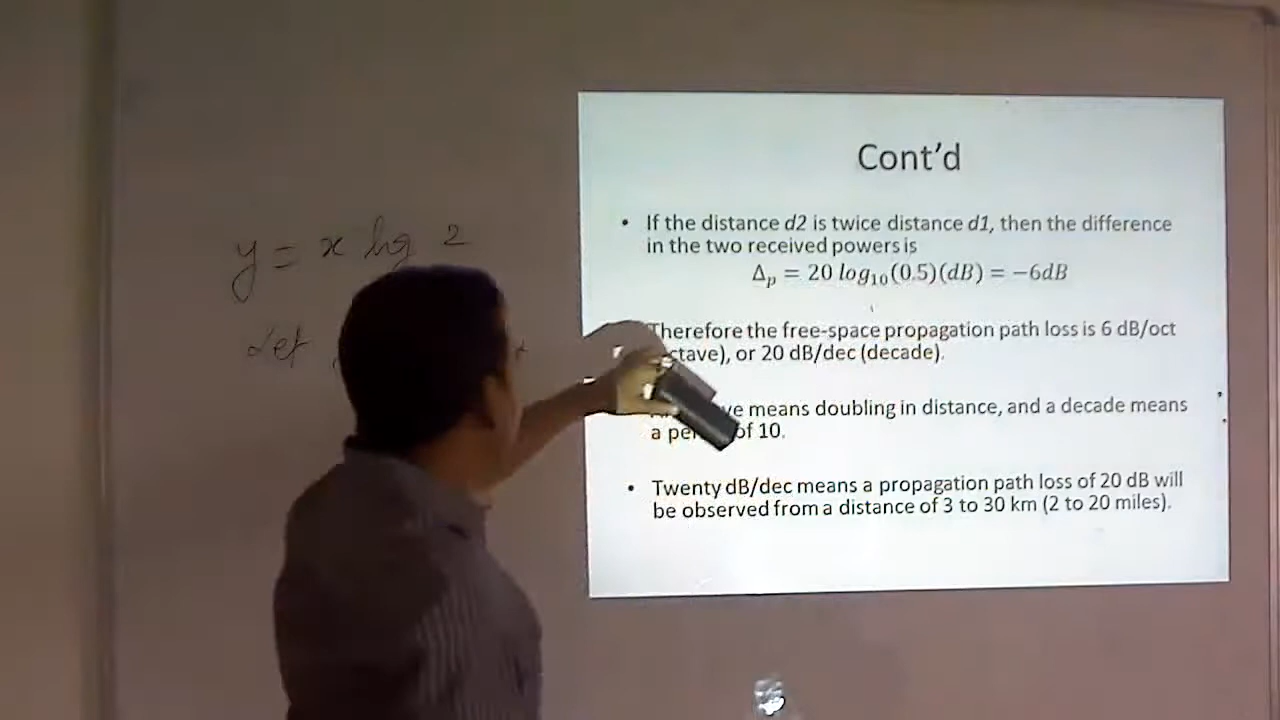 y = x log 2
Let
Cont'd
• If the distance d2 is twice distance d1, then the difference
in the two received powers is
Δₚ = 20 log₁₀(0.5)(dB) = −6dB
Therefore the free-space propagation path loss is 6 dB/oct
(octave), or 20 dB/dec (decade).
means doubling in distance, and a decade means
a of 10.
• Twenty dB/dec means a propagation path loss of 20 dB will
be observed from a distance of 3 to 30 km (2 to 20 miles).